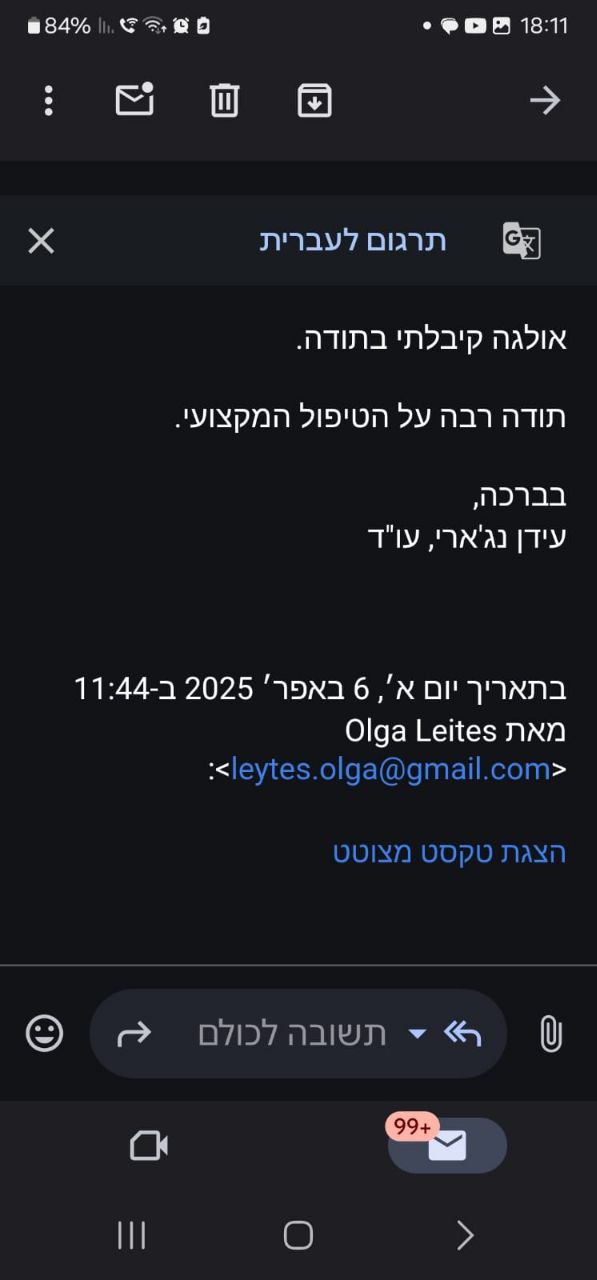 84%
18:11
תרגום לעברית
אולגה קיבלתי בתודה.
תודה רבה על הטיפול המקצועי.
בברכה,
עידן נג'ארי, עו"ד
בתאריך יום א׳, 6 באפר׳ 2025 ב-11:44
מאת Olga Leites
<leytes.olga@gmail.com>:
הצגת טקסט מצוטט
תשובה לכולם
99+